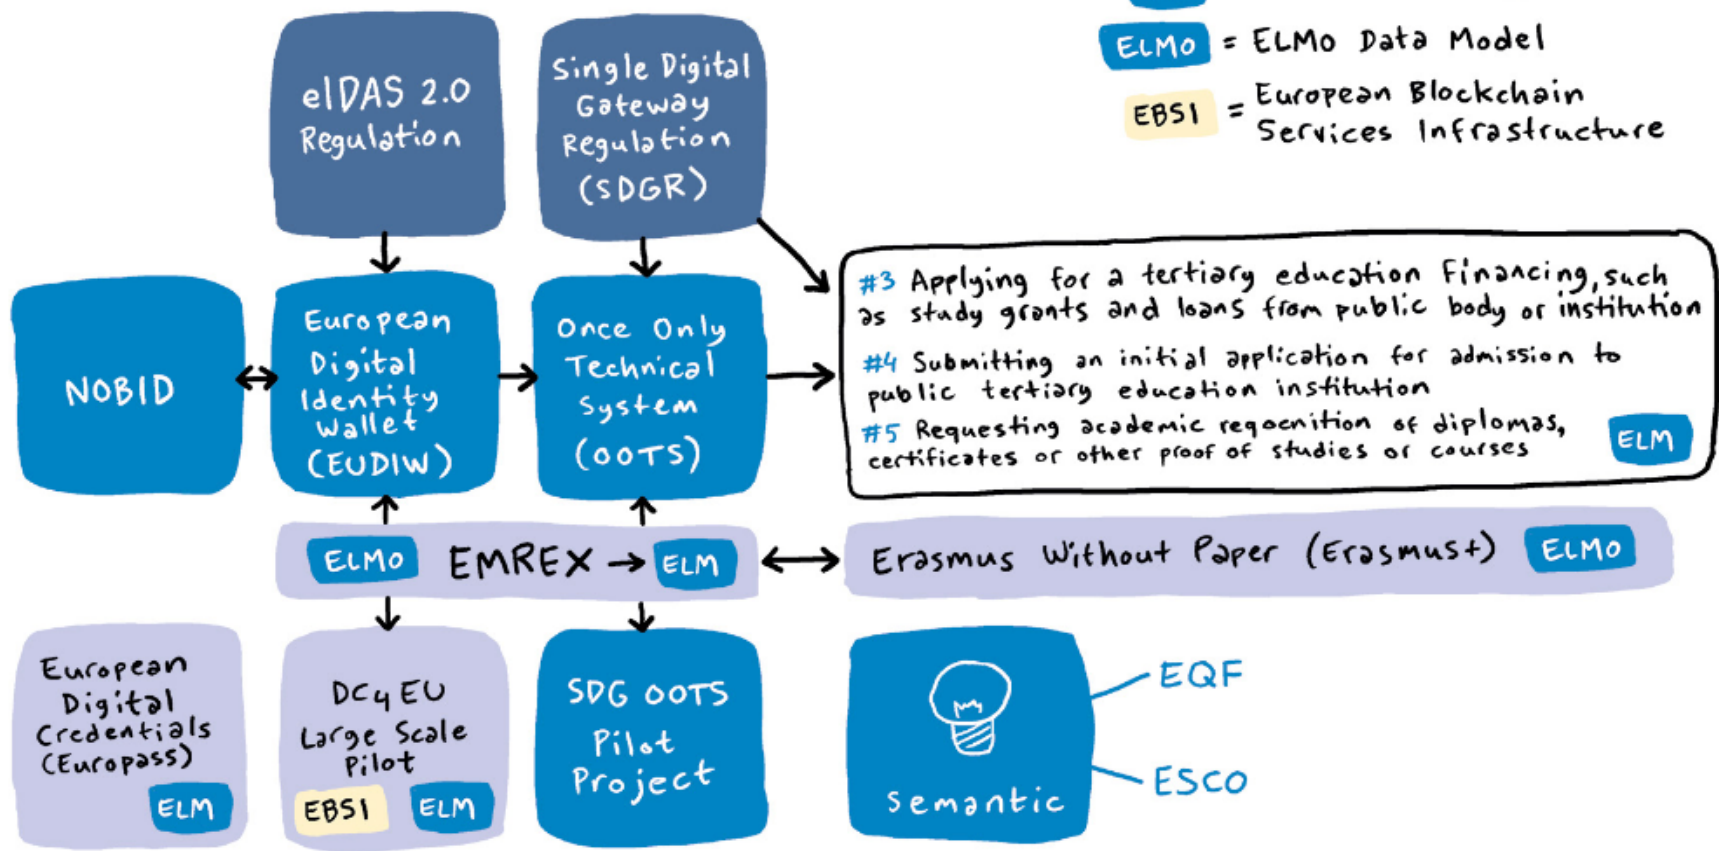 ELMO = ELMO Data Model
EBSI = European Blockchain
Services Infrastructure
eIDAS 2.0
Regulation
Single Digital
Gateway
Regulation
(SDGR)
NOBID
European
Digital
Identity
Wallet
(EUDIW)
Once Only
Technical
System
(OOTS)
#3 Applying for a tertiary education Financing, such
as study grants and loans from public body or institution
#4 Submitting an initial application for admission to
public tertiary education institution
#5 Requesting academic reqocnition of diplomas,
certificates or other proof of studies or courses
ELM
ELMO EMREX → ELM
Erasmus Without Paper (Erasmus+) ELMO
European
Digital
Credentials
(Europass)
ELM
DC4EU
Large Scale
Pilot
EBSI ELM
SDG OOTS
Pilot
Project
Semantic
EQF
ESCO